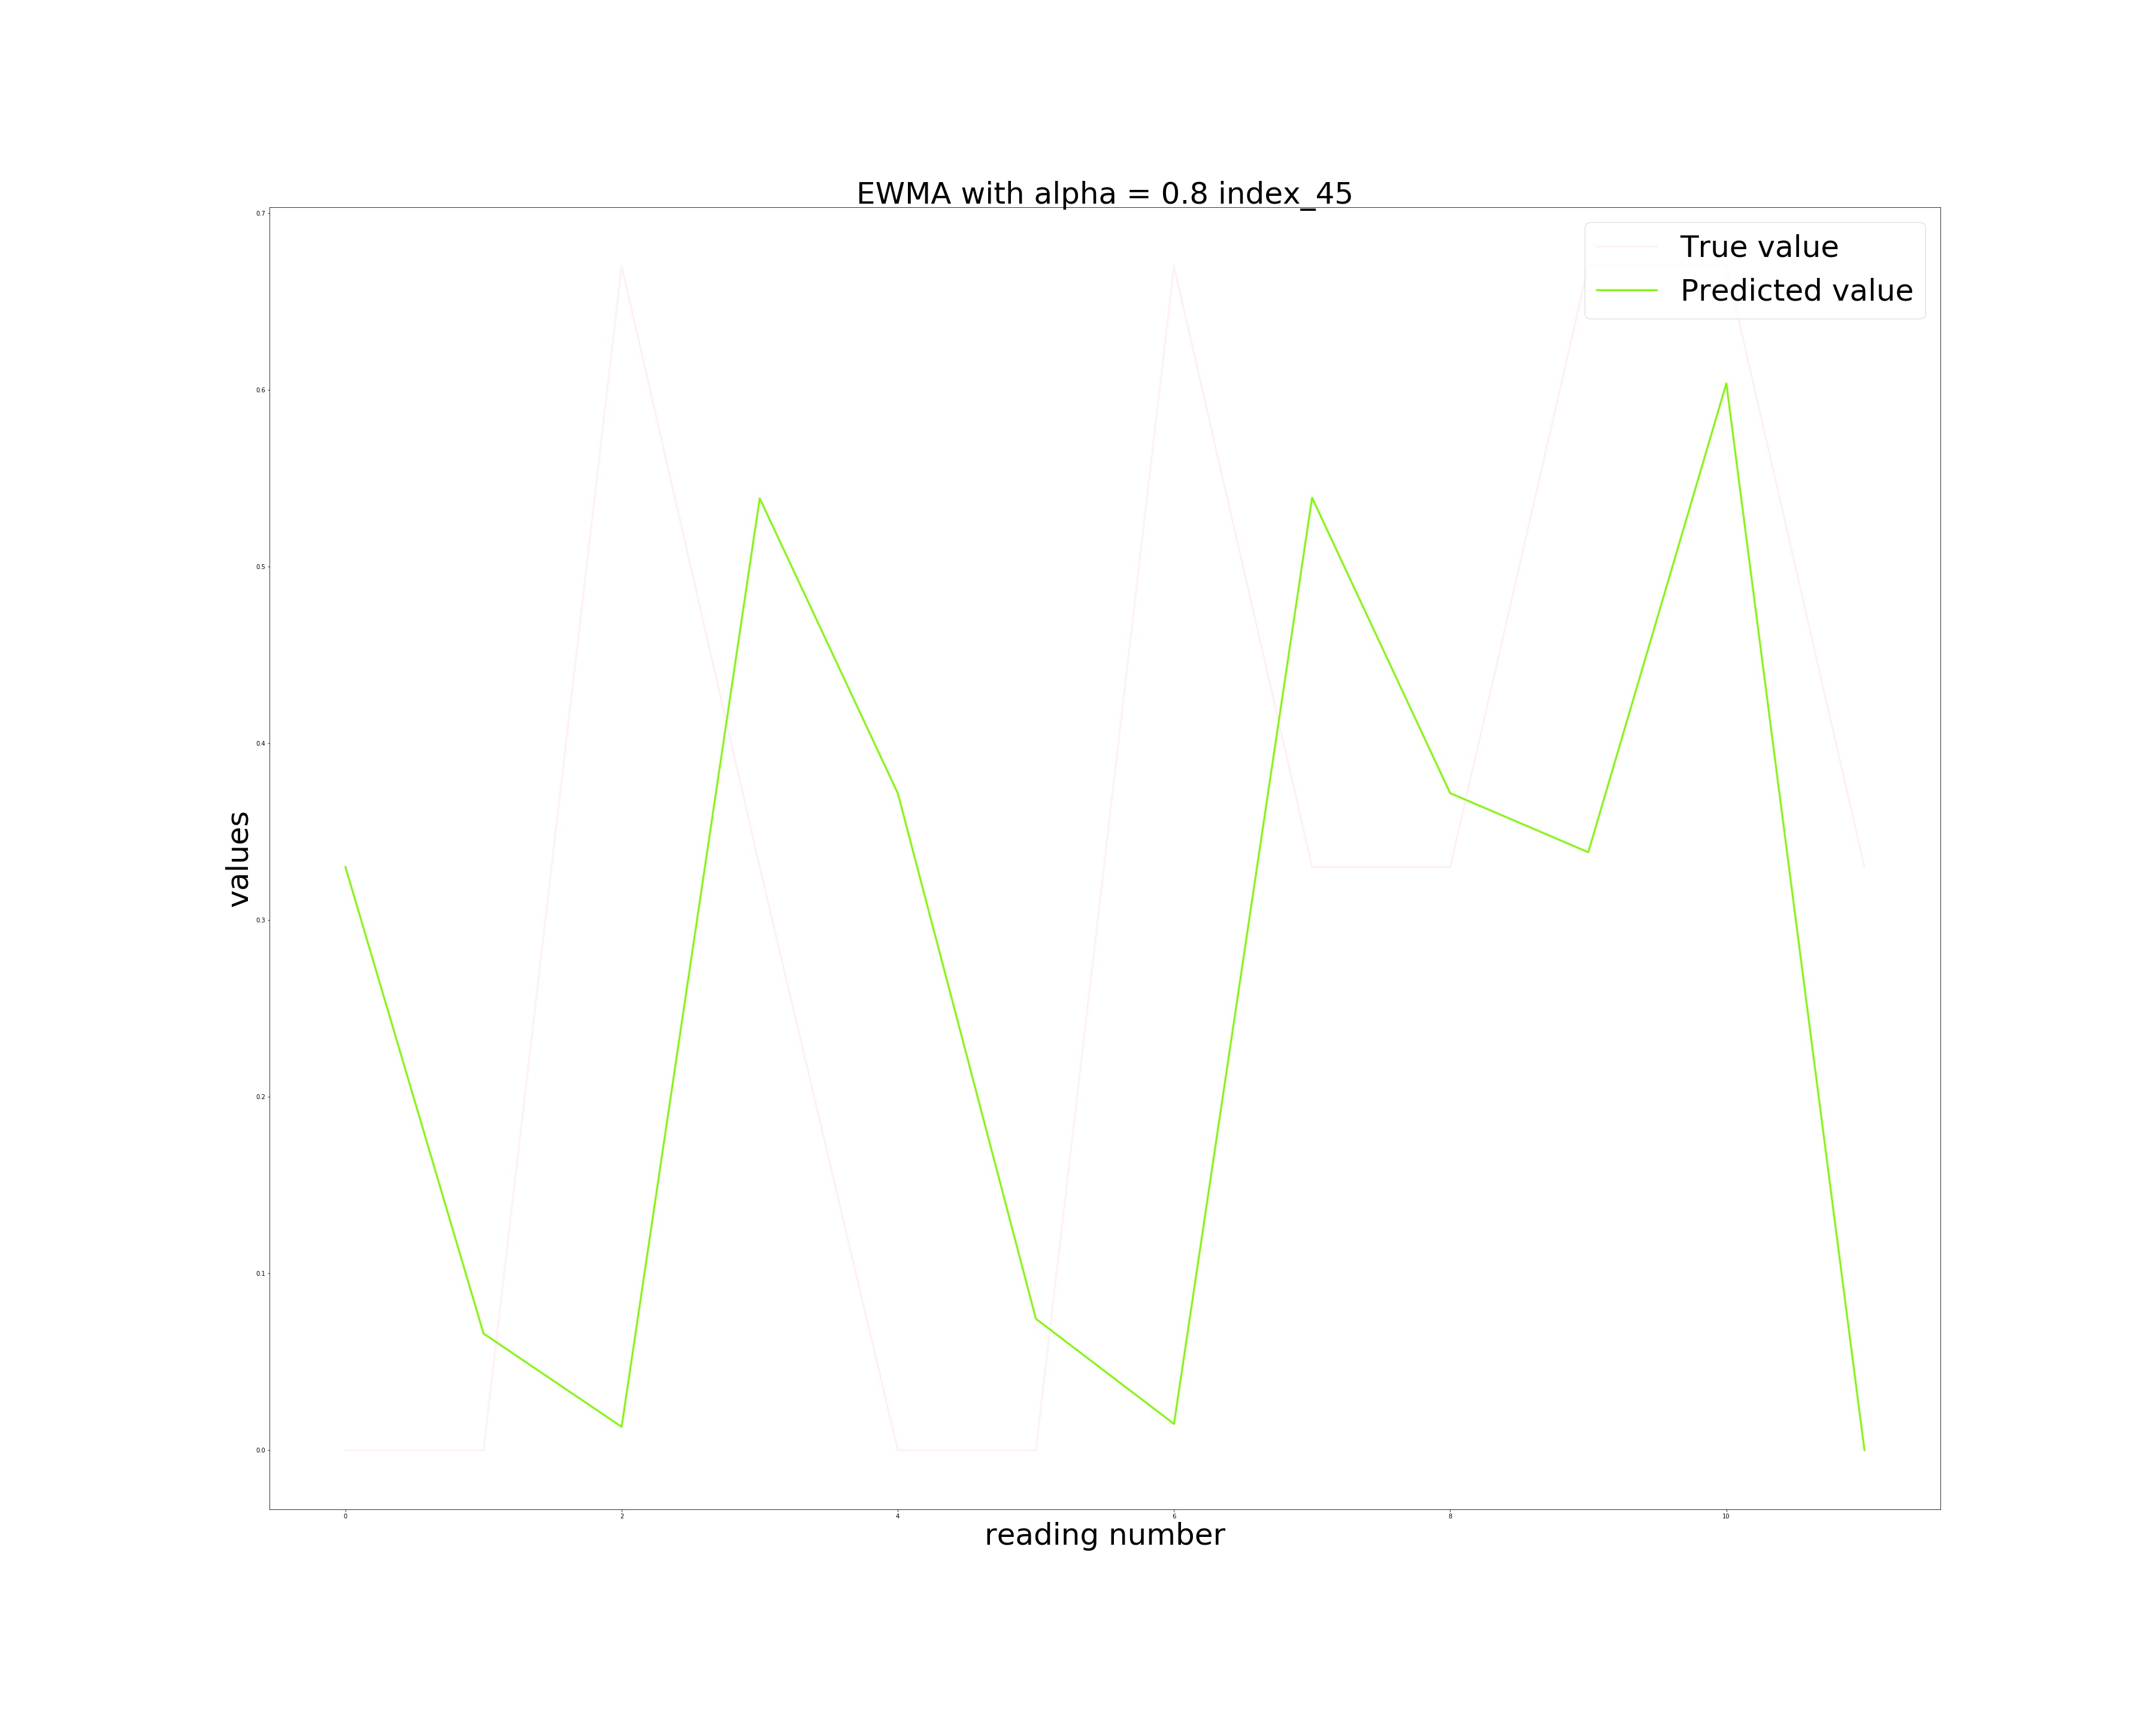 EWMA with alpha = 0.8 index_45
True value
Predicted value
values
0.7
0.6
0.5
0.4
0.3
0.2
0.1
0.0
0 2 4 6 8 10
reading number